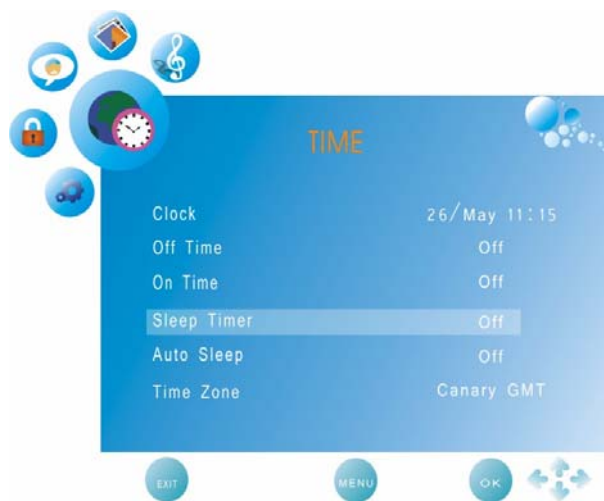 TIME
Clock 26/May 11:15
Off Time Off
On Time Off
Sleep Timer Off
Auto Sleep Off
Time Zone Canary GMT
EXIT MENU OK